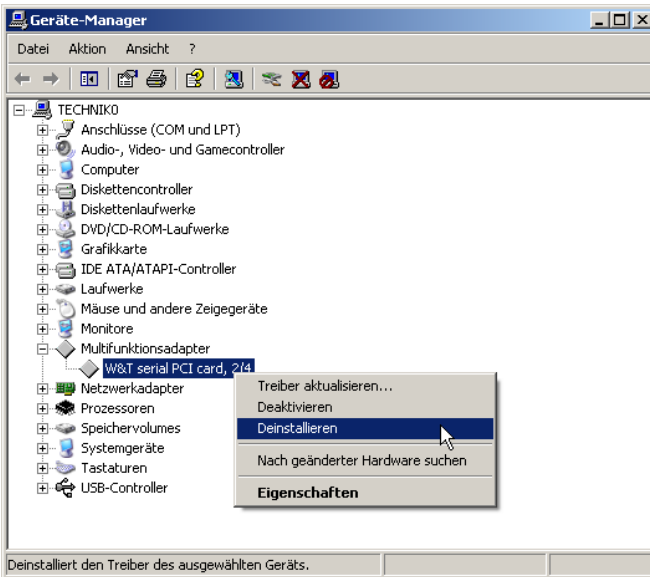 Geräte-Manager
Datei Aktion Ansicht ?
TECHNIK0
Anschlüsse (COM und LPT)
Audio-, Video- und Gamecontroller
Computer
Diskettencontroller
Diskettenlaufwerke
DVD/CD-ROM-Laufwerke
Grafikkarte
IDE ATA/ATAPI-Controller
Laufwerke
Mäuse und andere Zeigegeräte
Monitore
Multifunktionsadapter
W&T serial PCI card, 2/4
Netzwerkadapter
Prozessoren
Speichervolumes
Systemgeräte
Tastaturen
USB-Controller
Treiber aktualisieren...
Deaktivieren
Deinstallieren
Nach geänderter Hardware suchen
Eigenschaften
Deinstalliert den Treiber des ausgewählten Geräts.